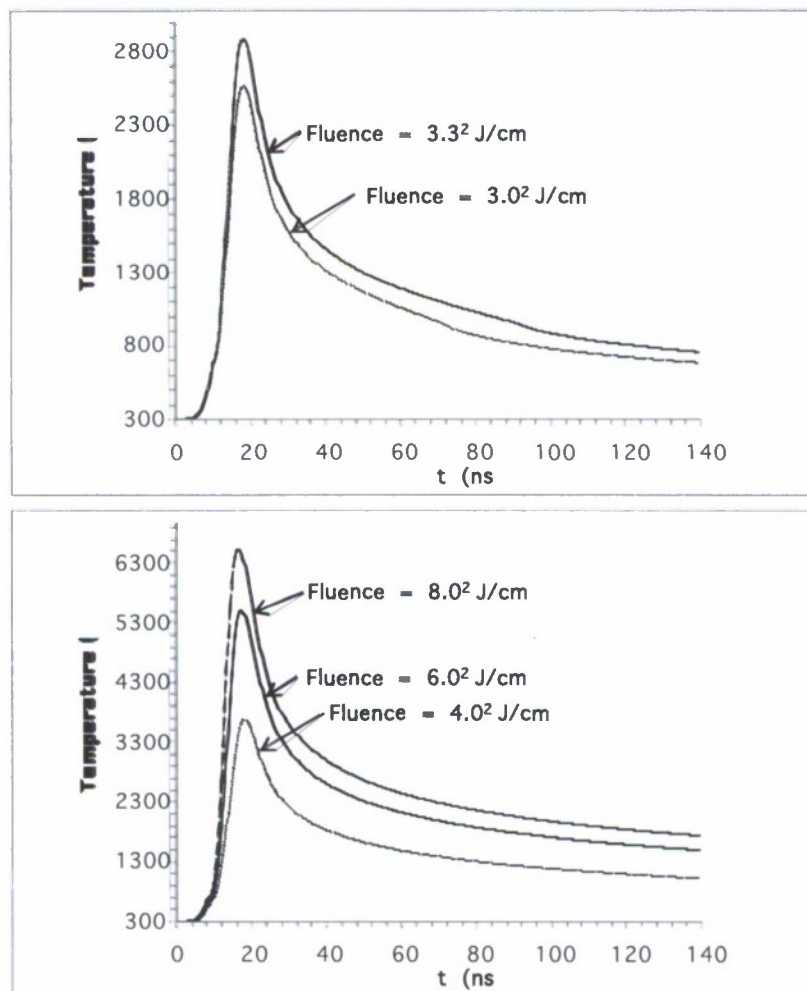 2800
2300
1800
1300
800
300
Temperature (
Fluence = 3.3² J/cm
Fluence = 3.0² J/cm
0 20 40 60 80 100 120 140
t (ns
6300
5300
4300
3300
2300
1300
300
Temperature (
Fluence = 8.0² J/cm
Fluence = 6.0² J/cm
Fluence = 4.0² J/cm
0 20 40 60 80 100 120 140
t (ns